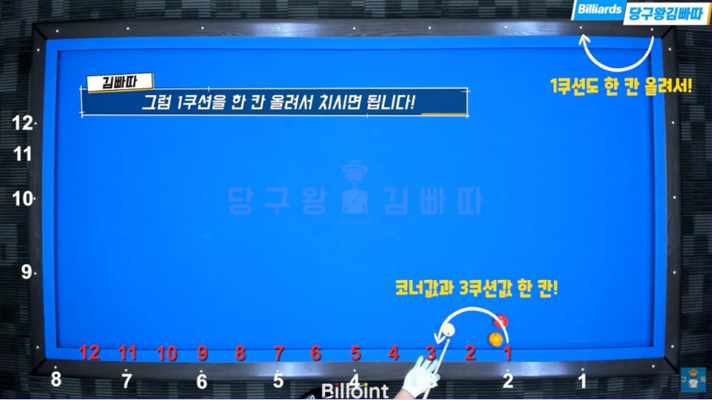 Billiards 당구왕김빠따
1쿠션도 한 칸 올려서!
김빠따
그럼 1쿠션을 한 칸 올려서 치시면 됩니다!
12
11
10
9
당구왕 김빠따
코너값과 3쿠션값 한 칸!
12 11 10 9 8 7 6 5 4 3 2 1
8 7 6 5 4 3 2 1
Billoint